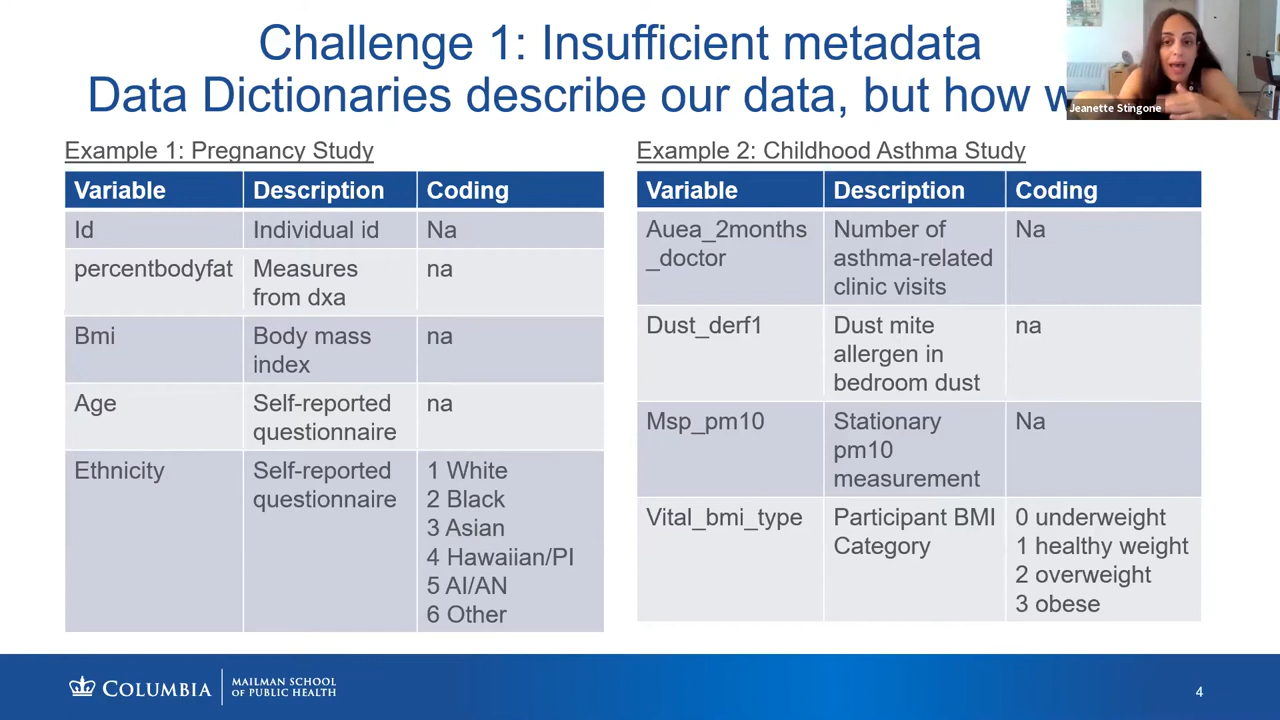 Challenge 1: Insufficient metadata
Data Dictionaries describe our data, but how
Jeanette Stingone
Example 1: Pregnancy Study
Variable Description Coding
Id Individual id Na
percentbodyfat Measures na
from dxa
Bmi Body mass na
index
Age Self-reported na
questionnaire
Ethnicity Self-reported 1 White
questionnaire 2 Black
3 Asian
4 Hawaiian/PI
5 AI/AN
6 Other
Example 2: Childhood Asthma Study
Variable Description Coding
Auea_2months Number of Na
_doctor asthma-related
clinic visits
Dust_derf1 Dust mite na
allergen in
bedroom dust
Msp_pm10 Stationary Na
pm10
measurement
Vital_bmi_type Participant BMI 0 underweight
Category 1 healthy weight
2 overweight
3 obese
COLUMBIA
MAILMAN SCHOOL
OF PUBLIC HEALTH
4